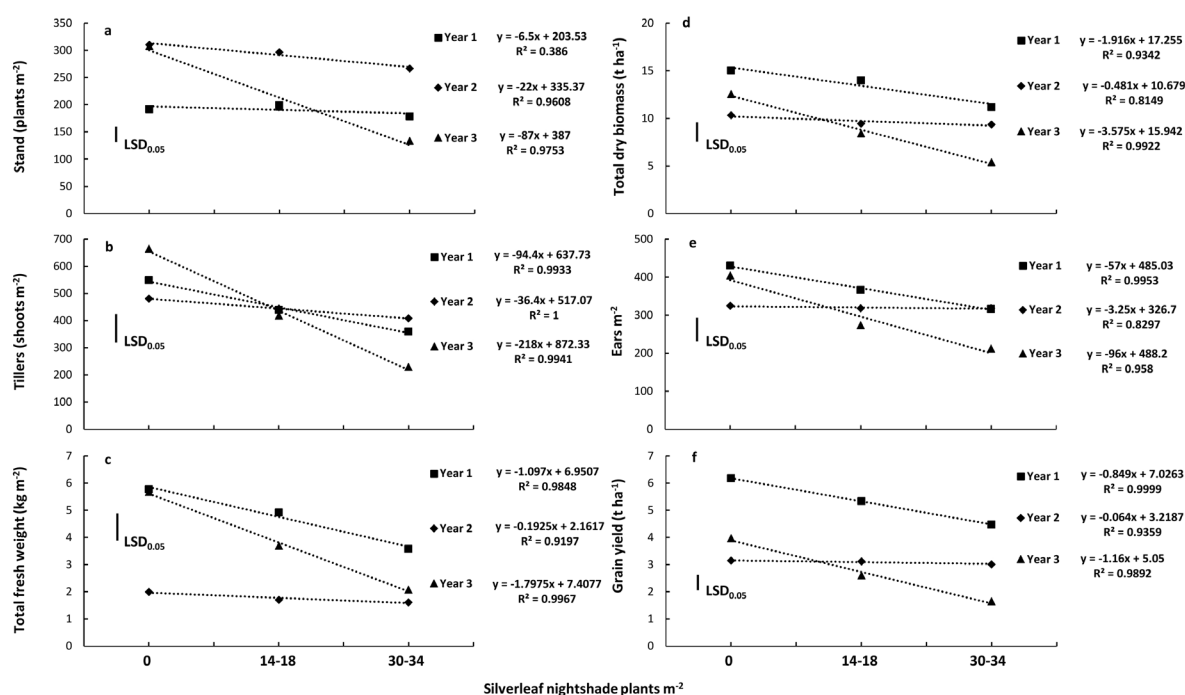 a
Stand (plants m⁻²)
350
300
250
200
150
100
50
0
LSD0.05
Year 1 y = -6.5x + 203.53
R² = 0.386
Year 2 y = -22x + 335.37
R² = 0.9608
Year 3 y = -87x + 387
R² = 0.9753
d
Total dry biomass (t ha⁻¹)
20
15
10
5
0
LSD0.05
Year 1 y = -1.916x + 17.255
R² = 0.9342
Year 2 y = -0.481x + 10.679
R² = 0.8149
Year 3 y = -3.575x + 15.942
R² = 0.9922
b
Tillers (shoots m⁻²)
700
600
500
400
300
200
100
0
LSD0.05
Year 1 y = -94.4x + 637.73
R² = 0.9933
Year 2 y = -36.4x + 517.07
R² = 1
Year 3 y = -218x + 872.33
R² = 0.9941
e
Ears m⁻²
500
400
300
200
100
0
LSD0.05
Year 1 y = -57x + 485.03
R² = 0.9953
Year 2 y = -3.25x + 326.7
R² = 0.8297
Year 3 y = -96x + 488.2
R² = 0.958
c
Total fresh weight (kg m⁻²)
7
6
5
4
3
2
1
0
LSD0.05
Year 1 y = -1.097x + 6.9507
R² = 0.9848
Year 2 y = -0.1925x + 2.1617
R² = 0.9197
Year 3 y = -1.7975x + 7.4077
R² = 0.9967
0 14-18 30-34
f
Grain yield (t ha⁻¹)
7
6
5
4
3
2
1
0
LSD0.05
Year 1 y = -0.849x + 7.0263
R² = 0.9999
Year 2 y = -0.064x + 3.2187
R² = 0.9359
Year 3 y = -1.16x + 5.05
R² = 0.9892
0 14-18 30-34
Silverleaf nightshade plants m⁻²